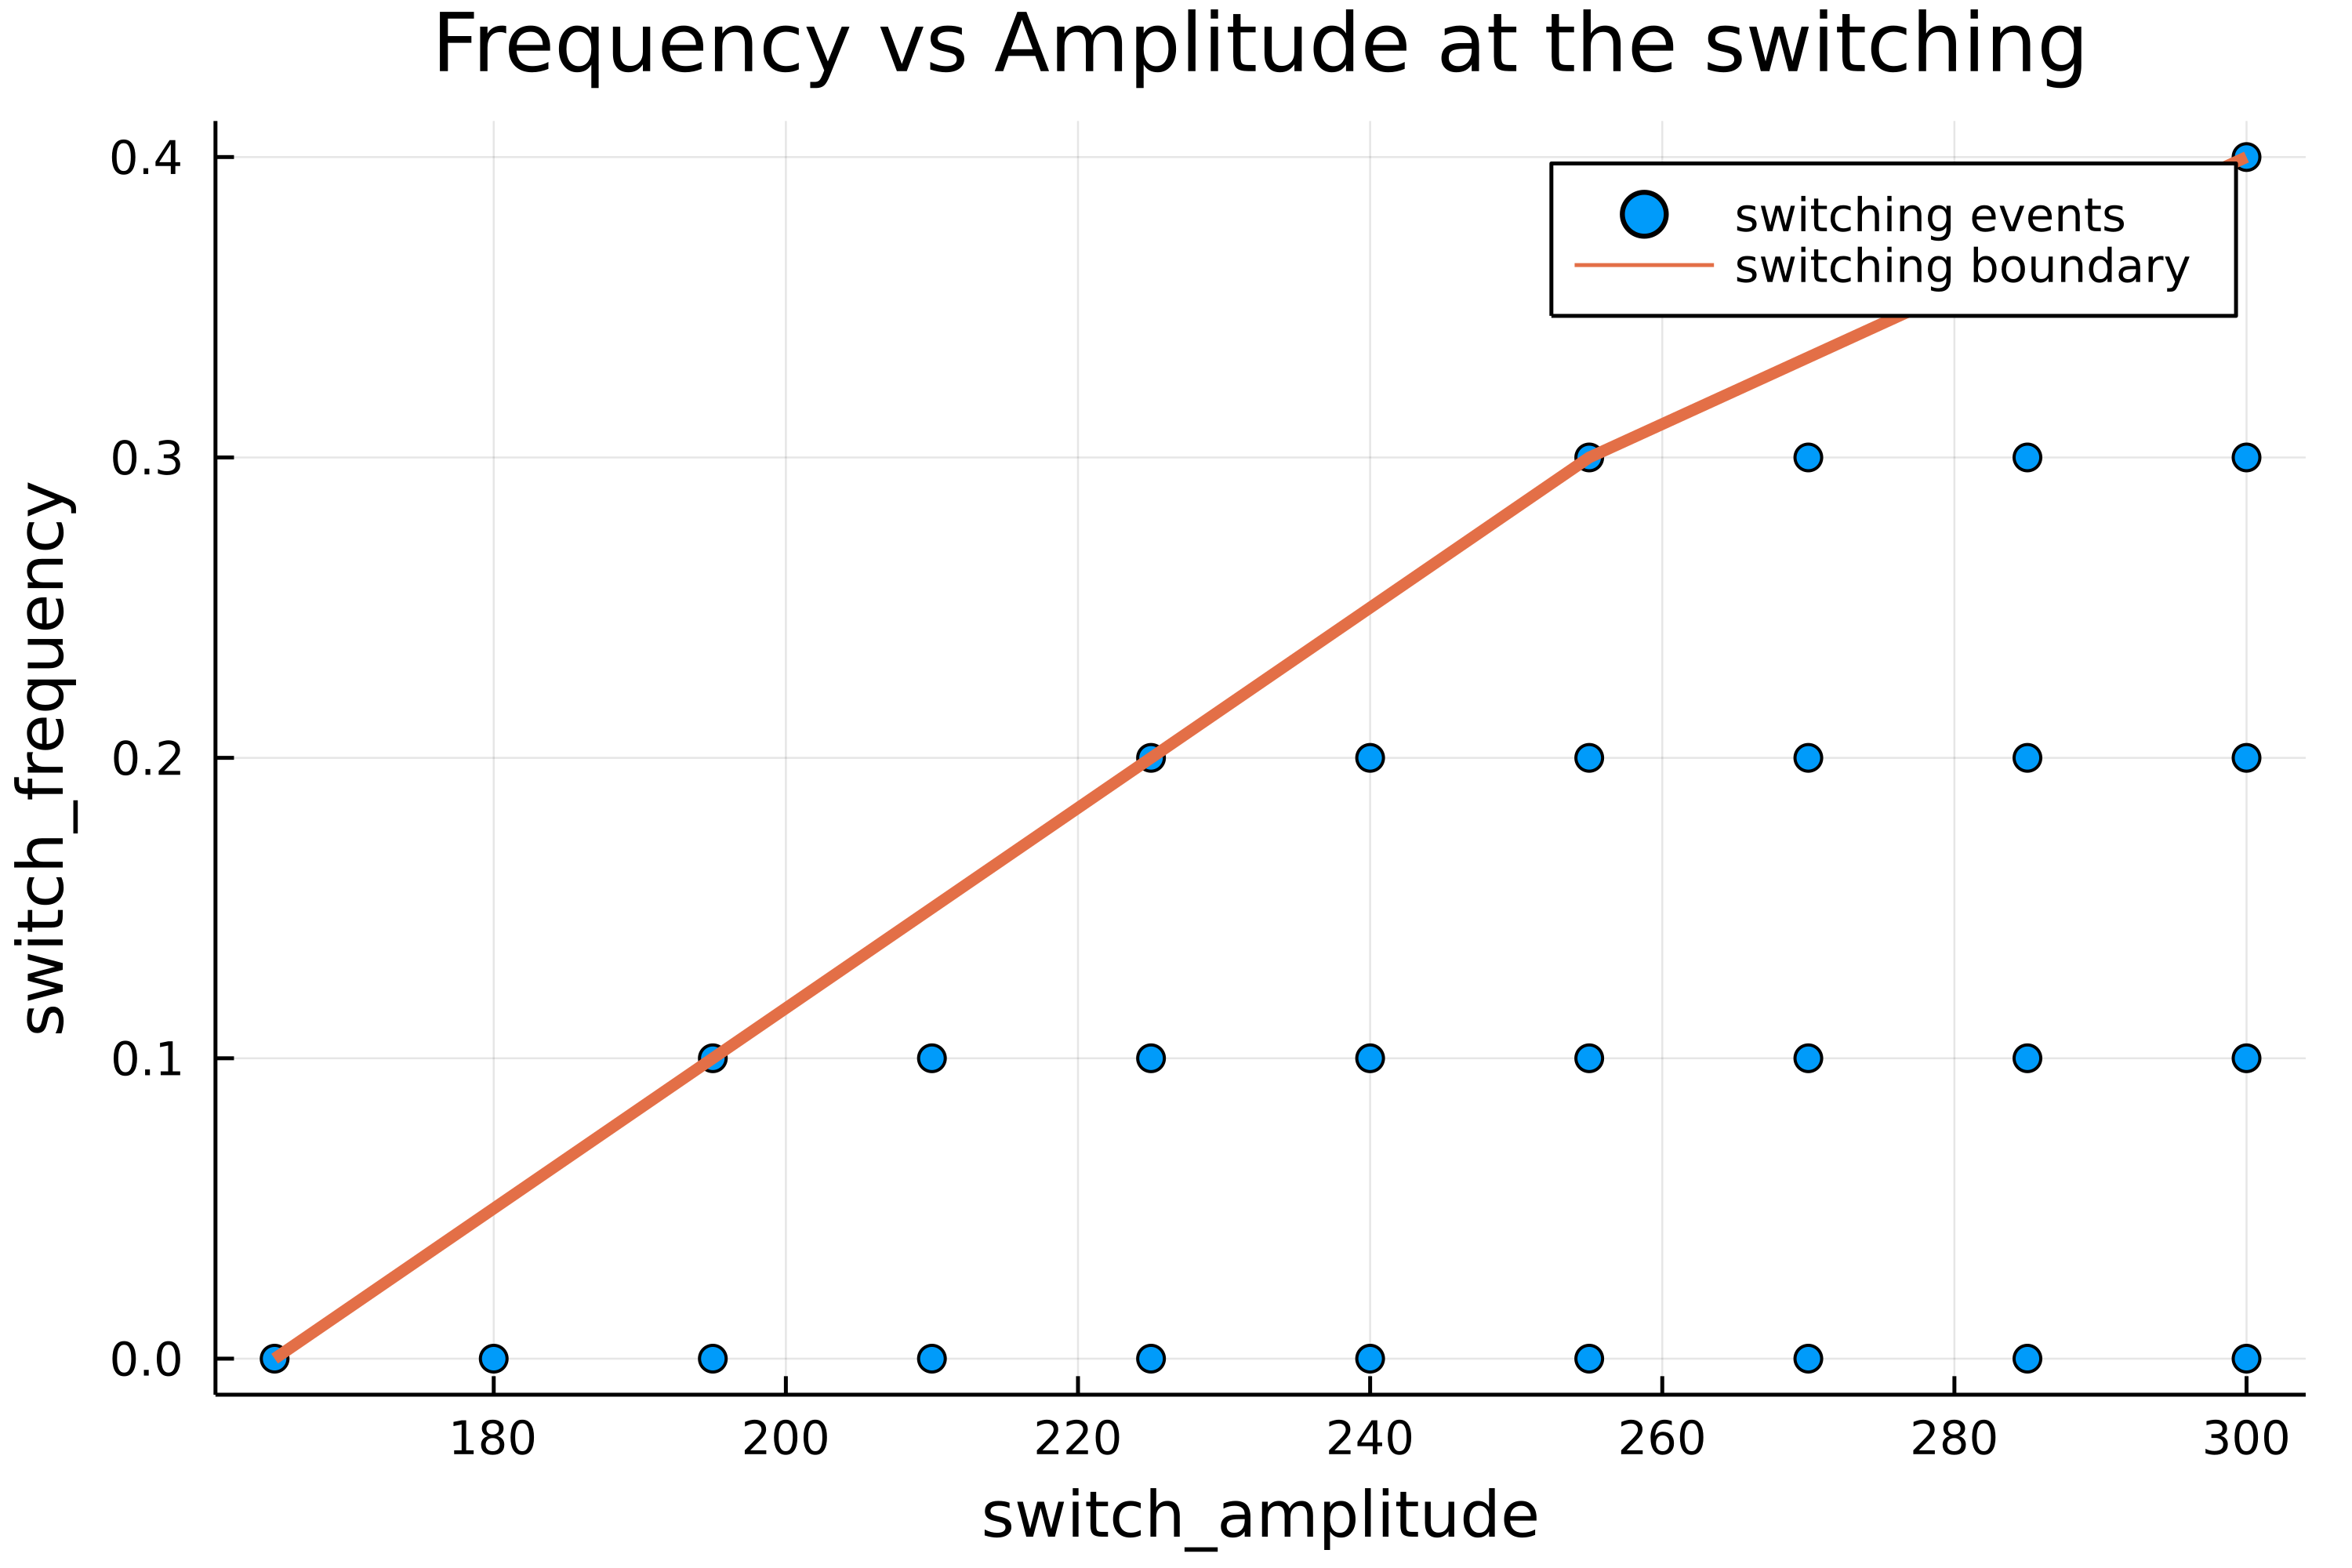 Frequency vs Amplitude at the switching
switching events
switching boundary
switch_frequency
0.4
0.3
0.2
0.1
0.0
180 200 220 240 260 280 300
switch_amplitude